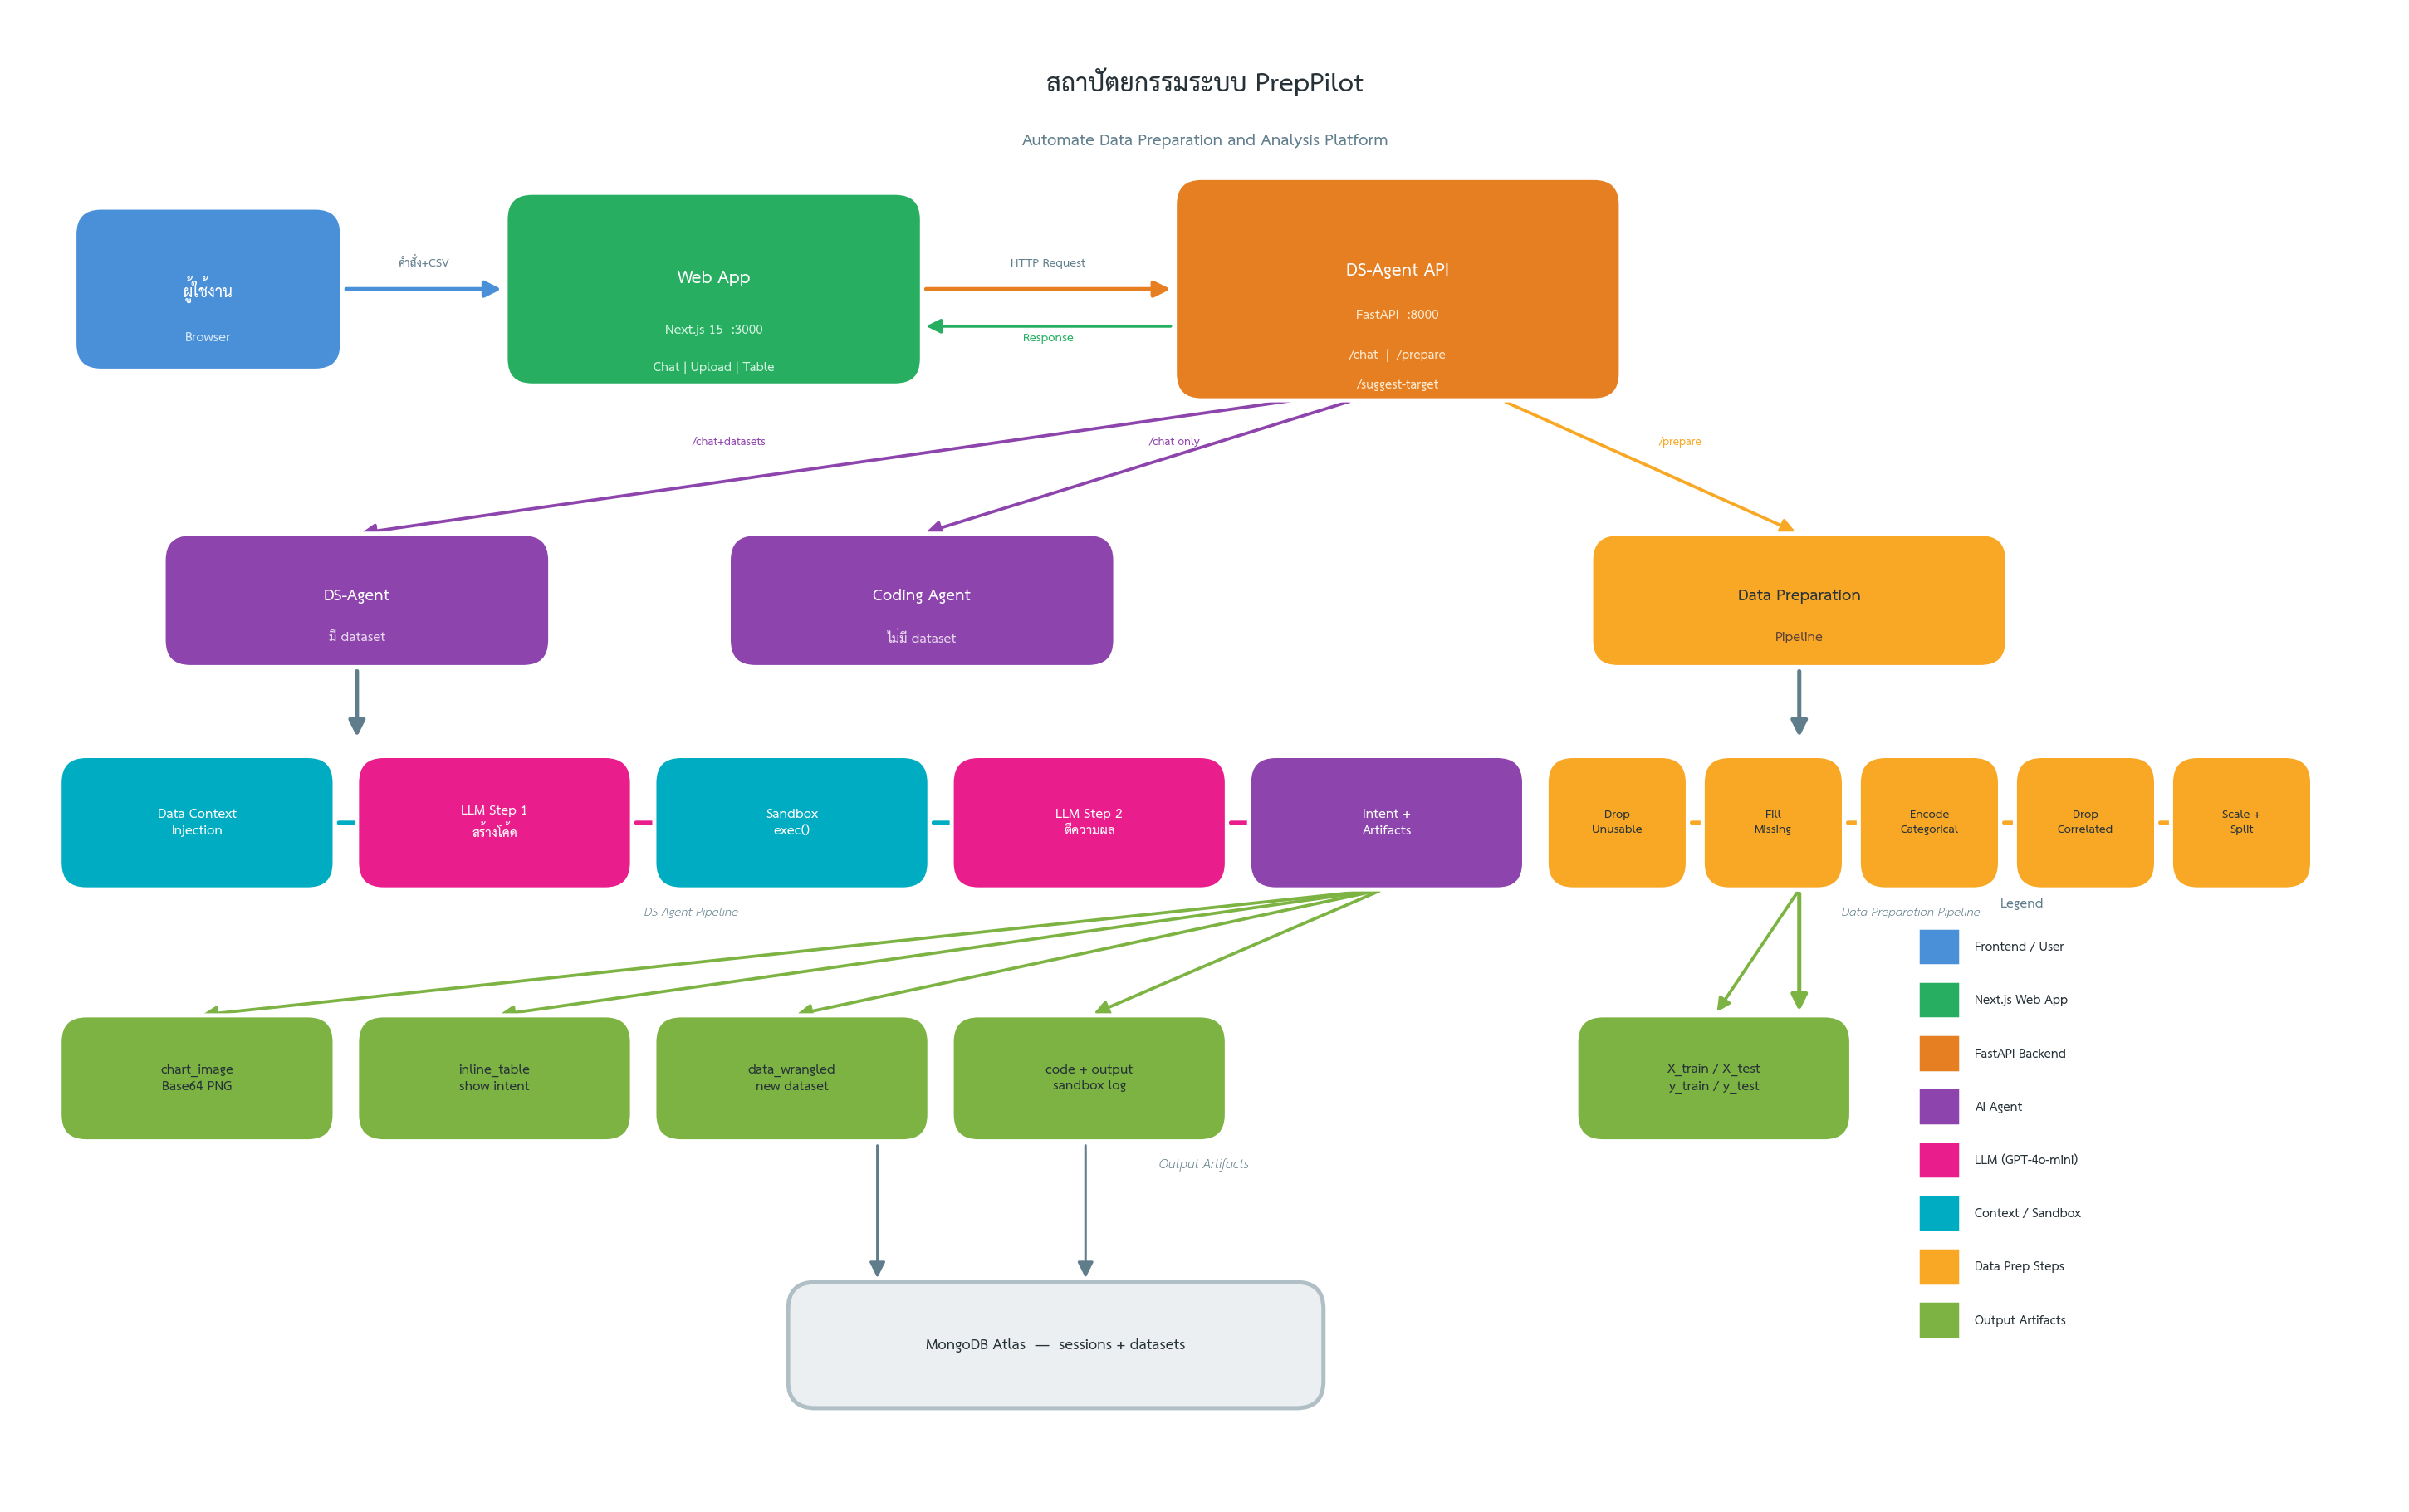 สถาปัตยกรรมระบบ PrepPilot
Automate Data Preparation and Analysis Platform
ผู้ใช้งาน
Browser
คำสั่ง+CSV
Web App
Next.js 15 :3000
Chat | Upload | Table
HTTP Request
Response
DS-Agent API
FastAPI :8000
/chat | /prepare
/suggest-target
/chat+datasets
/chat only
/prepare
DS-Agent
มี dataset
Coding Agent
ไม่มี dataset
Data Preparation
Pipeline
Data Context
Injection
LLM Step 1
สร้างโค้ด
Sandbox
exec()
LLM Step 2
ตีความผล
Intent +
Artifacts
Drop
Unusable
Fill
Missing
Encode
Categorical
Drop
Correlated
Scale +
Split
DS-Agent Pipeline
Data Preparation Pipeline
Legend
Frontend / User
Next.js Web App
FastAPI Backend
AI Agent
LLM (GPT-4o-mini)
Context / Sandbox
Data Prep Steps
Output Artifacts
chart_image
Base64 PNG
inline_table
show intent
data_wrangled
new dataset
code + output
sandbox log
X_train / X_test
y_train / y_test
Output Artifacts
MongoDB Atlas — sessions + datasets